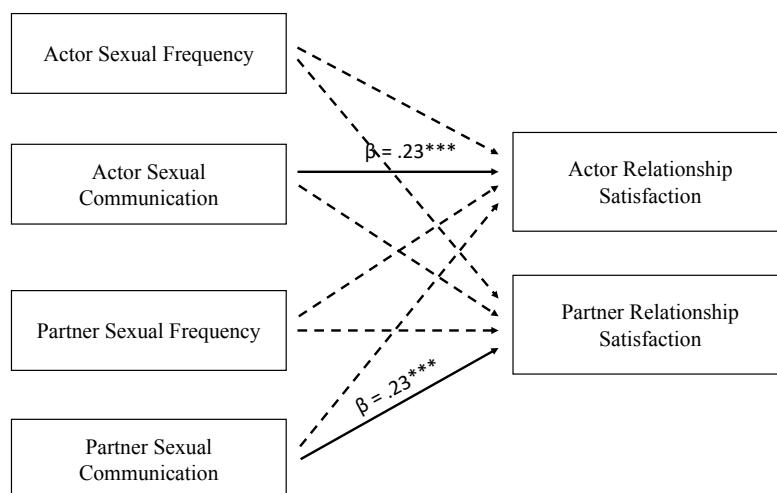 Actor Sexual Frequency
β = .23***
Actor Sexual
Communication
Actor Relationship
Satisfaction
Partner Sexual Frequency
Partner Relationship
Satisfaction
β = .23***
Partner Sexual
Communication